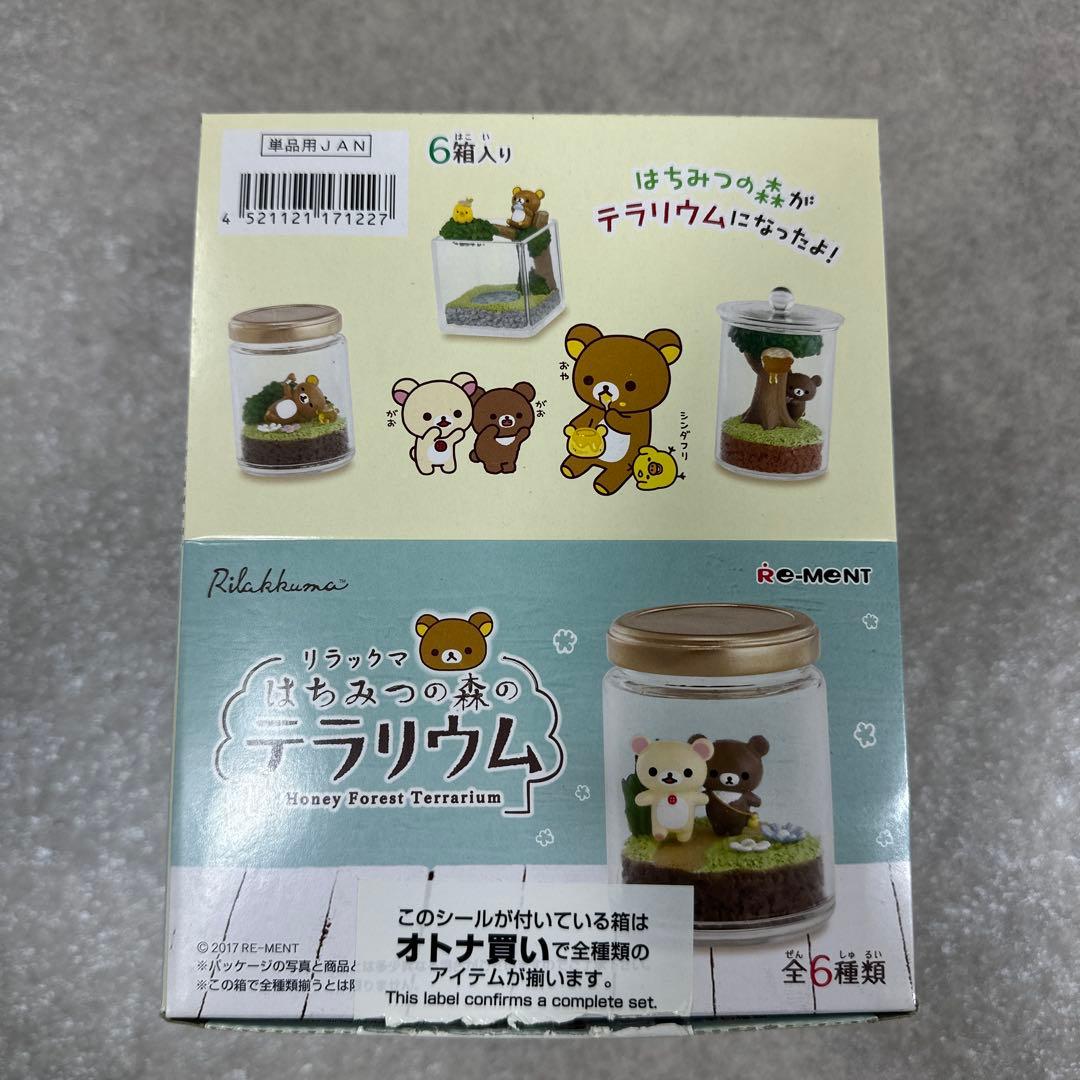 単品用JAN
4 521121 171227
はこ い
6箱入り
はちみつの森が
テラリウムになったよ!
おや
がお
がお
シンダフリ
Rilakkuma™
Re-MeNT
リラックマ
はちみつの森の
テラリウム
Honey Forest Terrarium
このシールが付いている箱は
オトナ買いで全種類の
アイテムが揃います。
This label confirms a complete set.
© 2017 RE-MENT
※パッケージの写真と商品と
※この箱で全種類揃うとは限りません。
ぜん しゅ るい
全6種類